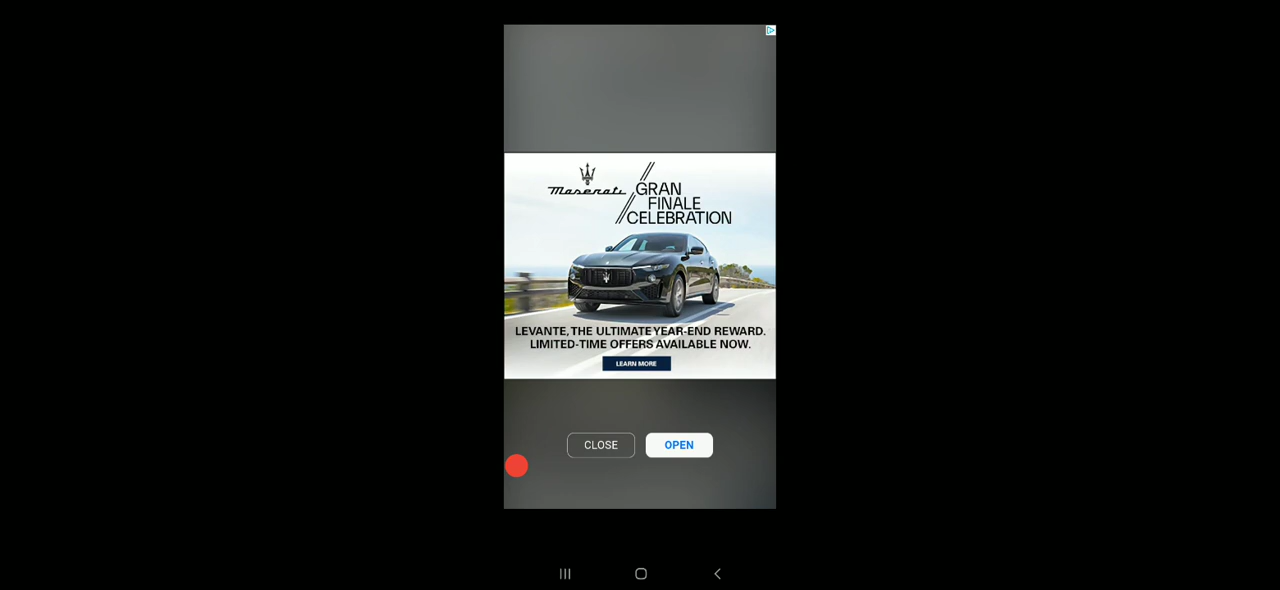 Maserati
GRAN
FINALE
CELEBRATION
LEVANTE, THE ULTIMATE YEAR-END REWARD.
LIMITED-TIME OFFERS AVAILABLE NOW.
LEARN MORE
CLOSE
OPEN